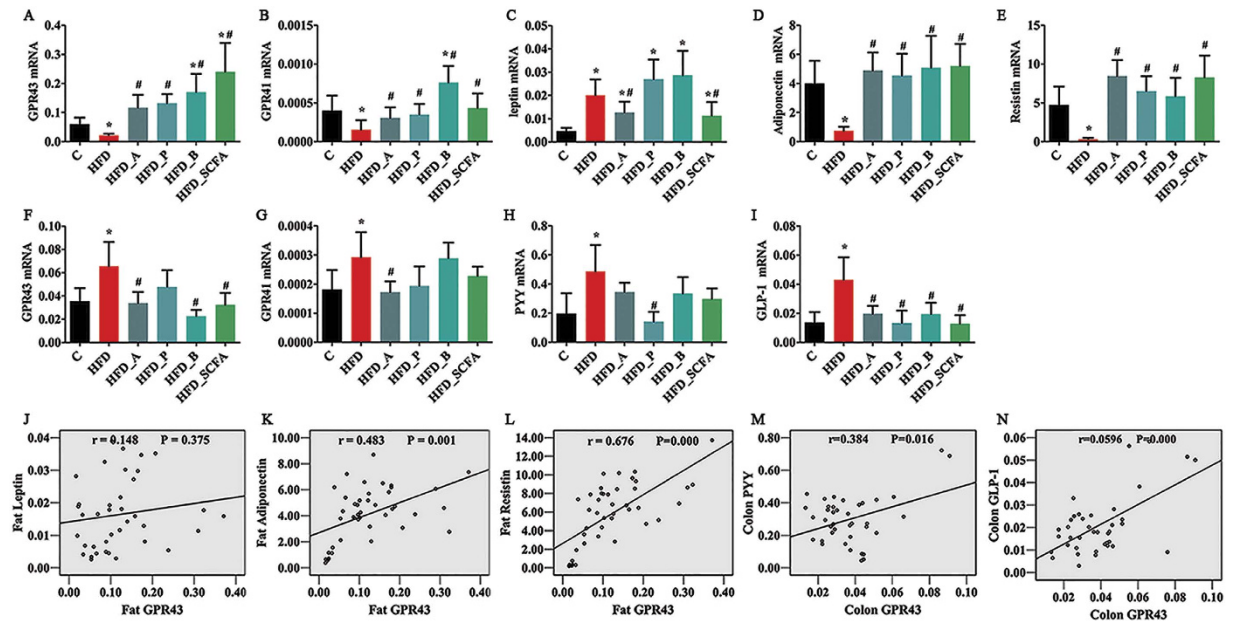 A
GPR43 mRNA
0.4
0.3
0.2
0.1
0.0
*
#
#
*#
*#
C
HFD
HFD_A
HFD_P
HFD_B
HFD_SCFA
B
GPR41 mRNA
0.0015
0.0010
0.0005
0.0000
*
#
#
*#
#
C
HFD
HFD_A
HFD_P
HFD_B
HFD_SCFA
C
leptin mRNA
0.05
0.04
0.03
0.02
0.01
0.00
*
*#
*
*
*#
C
HFD
HFD_A
HFD_P
HFD_B
HFD_SCFA
D
Adiponectin mRNA
8
6
4
2
0
*
#
#
#
#
C
HFD
HFD_A
HFD_P
HFD_B
HFD_SCFA
E
Resistin mRNA
15
10
5
0
*
#
#
#
#
C
HFD
HFD_A
HFD_P
HFD_B
HFD_SCFA
F
GPR43 mRNA
0.10
0.08
0.06
0.04
0.02
0.00
*
#
#
#
C
HFD
HFD_A
HFD_P
HFD_B
HFD_SCFA
G
GPR41 mRNA
0.0004
0.0003
0.0002
0.0001
0.0000
*
#
C
HFD
HFD_A
HFD_P
HFD_B
HFD_SCFA
H
PYY mRNA
0.8
0.6
0.4
0.2
0.0
*
#
C
HFD
HFD_A
HFD_P
HFD_B
HFD_SCFA
I
GLP-1 mRNA
0.08
0.06
0.04
0.02
0.00
*
#
#
#
#
C
HFD
HFD_A
HFD_P
HFD_B
HFD_SCFA
J
r = 0.148 P = 0.375
Fat Leptin
0.04
0.03
0.02
0.01
0.00
0.00 0.10 0.20 0.30 0.40
Fat GPR43
K
r = 0.483 P = 0.001
Fat Adiponectin
10.00
8.00
6.00
4.00
2.00
0.00
0.00 0.10 0.20 0.30 0.40
Fat GPR43
L
r = 0.676 P=0.000
Fat Resistin
14.00
12.00
10.00
8.00
6.00
4.00
2.00
0.00
0.00 0.10 0.20 0.30 0.40
Fat GPR43
M
r=0.384 P=0.016
Colon PYY
0.80
0.60
0.40
0.20
0.00
0.02 0.04 0.06 0.08 0.10
Colon GPR43
N
r=0.0596 P=0.000
Colon GLP-1
0.06
0.05
0.04
0.03
0.02
0.01
0.00
0.02 0.04 0.06 0.08 0.10
Colon GPR43